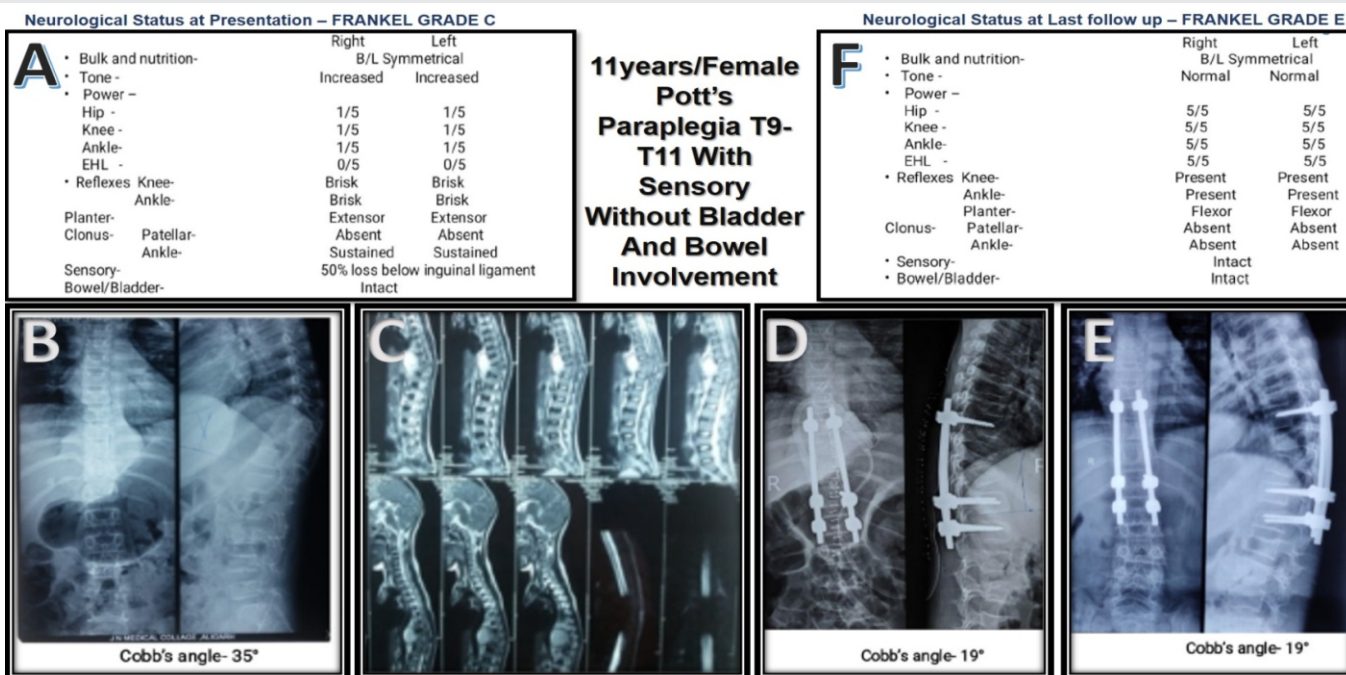 Neurological Status at Presentation – FRANKEL GRADE C
A
Right Left
• Bulk and nutrition- B/L Symmetrical
• Tone - Increased Increased
• Power –
Hip - 1/5 1/5
Knee - 1/5 1/5
Ankle- 1/5 1/5
EHL - 0/5 0/5
• Reflexes Knee- Brisk Brisk
Ankle- Brisk Brisk
Planter- Extensor Extensor
Clonus- Patellar- Absent Absent
Ankle- Sustained Sustained
Sensory- 50% loss below inguinal ligament
Bowel/Bladder- Intact
11years/Female
Pott's
Paraplegia T9-
T11 With
Sensory
Without Bladder
And Bowel
Involvement
Neurological Status at Last follow up – FRANKEL GRADE E
F
Right Left
• Bulk and nutrition- B/L Symmetrical
• Tone - Normal Normal
• Power –
Hip - 5/5 5/5
Knee - 5/5 5/5
Ankle- 5/5 5/5
EHL - 5/5 5/5
• Reflexes Knee- Present Present
Ankle- Present Present
Planter- Flexor Flexor
Clonus- Patellar- Absent Absent
Ankle- Absent Absent
• Sensory- Intact
• Bowel/Bladder- Intact
B
J N MEDICAL COLLAGE ,ALIGARH
Cobb's angle- 35°
C
D
R
Cobb's angle- 19°
E
Cobb's angle- 19°